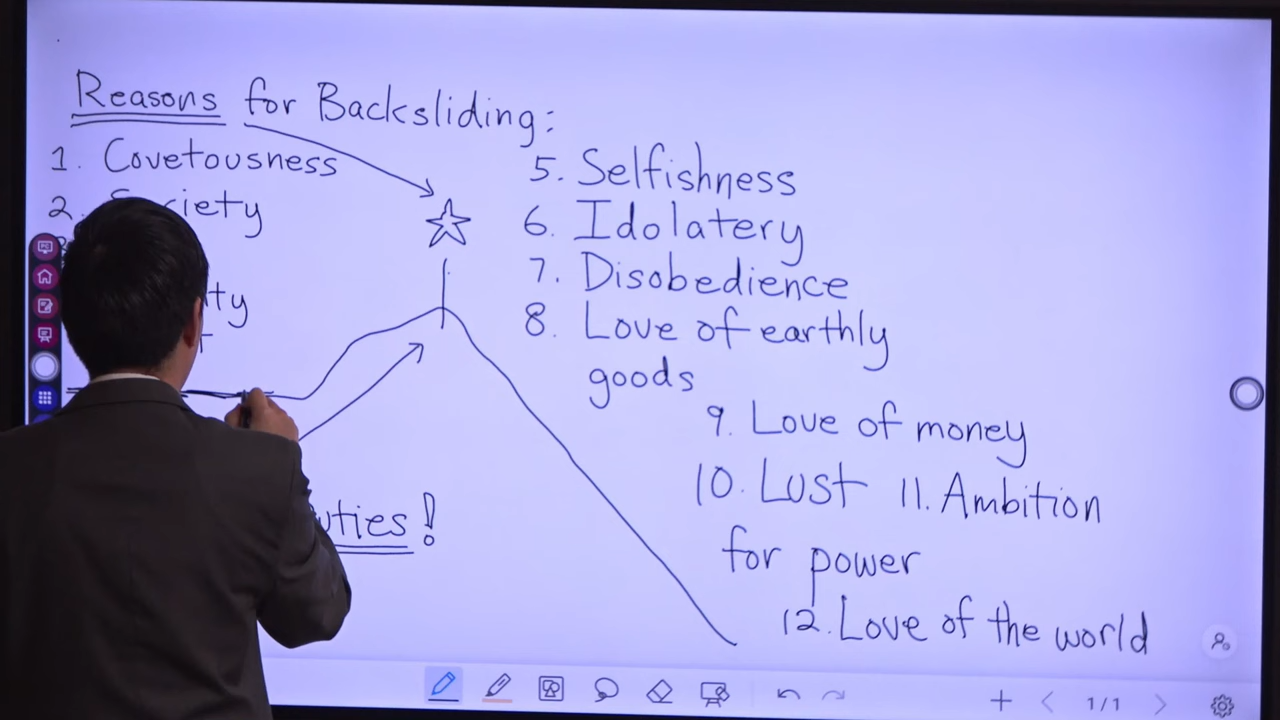 Reasons for Backsliding:
1. Covetousness
2.
5. Selfishness
6. Idolatery
7. Disobedience
8. Love of earthly
goods
9. Love of money
10. Lust 11. Ambition
for power
12. Love of the world
!
1/1